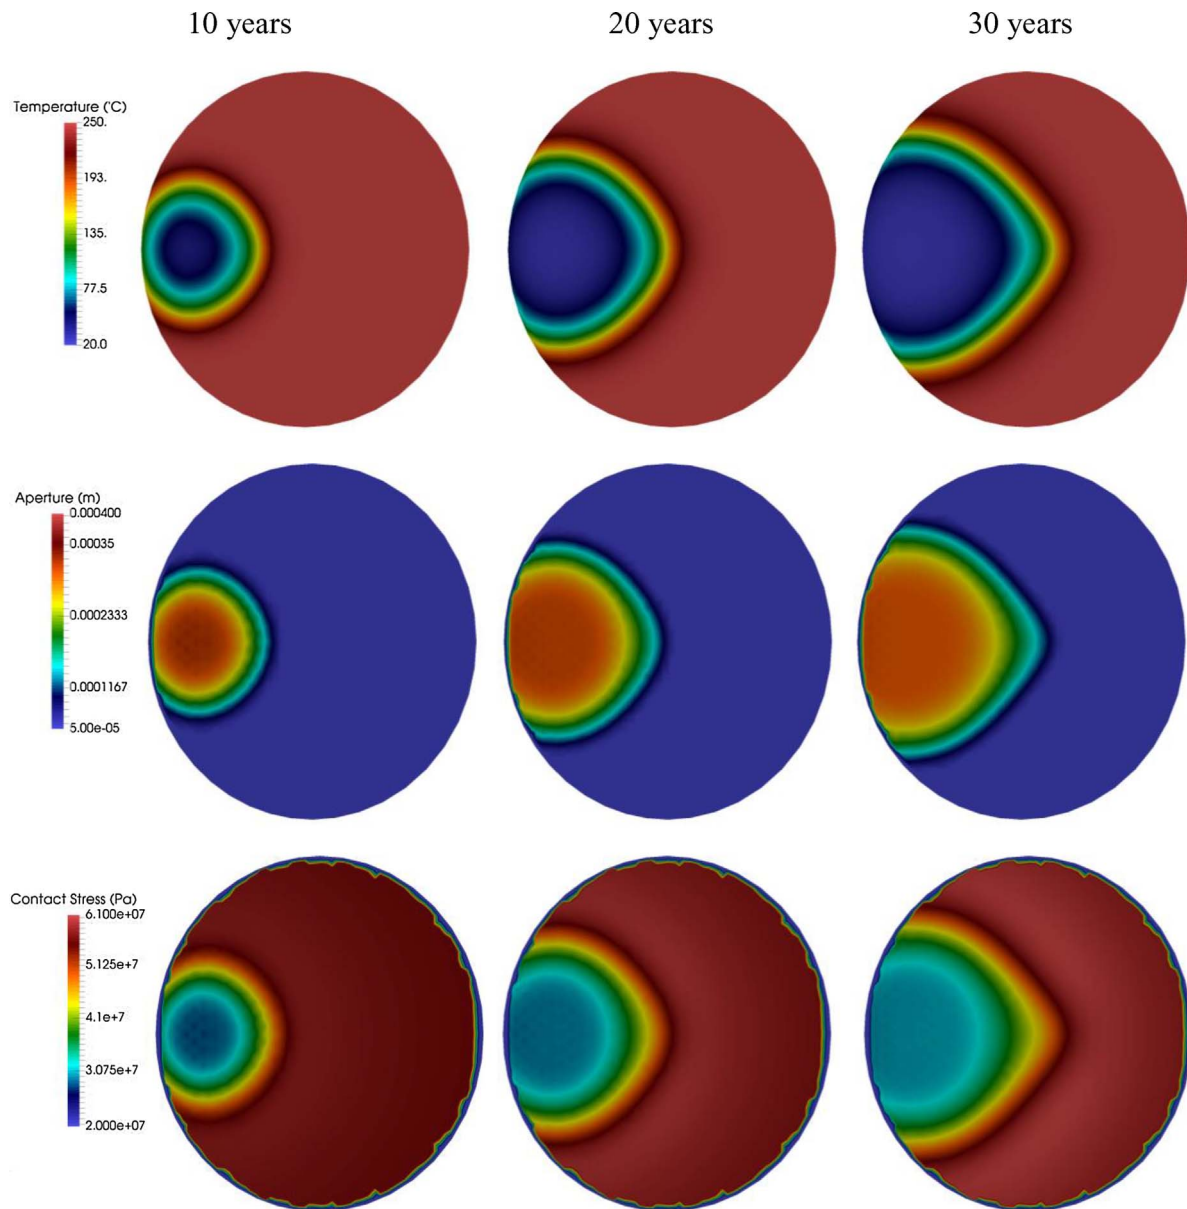 10 years 20 years 30 years
Temperature (°C)
250.
193.
135.
77.5
20.0
Aperture (m)
0.000400
0.00035
0.0002333
0.0001167
5.00e-05
Contact Stress (Pa)
6.100e+07
5.125e+7
4.1e+7
3.075e+7
2.000e+07